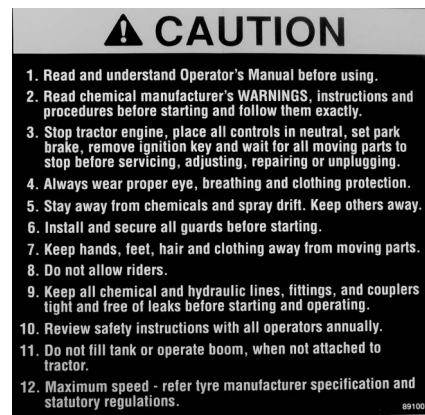 CAUTION
1. Read and understand Operator's Manual before using.
2. Read chemical manufacturer's WARNINGS, instructions and
procedures before starting and follow them exactly.
3. Stop tractor engine, place all controls in neutral, set park
brake, remove ignition key and wait for all moving parts to
stop before servicing, adjusting, repairing or unplugging.
4. Always wear proper eye, breathing and clothing protection.
5. Stay away from chemicals and spray drift. Keep others away.
6. Install and secure all guards before starting.
7. Keep hands, feet, hair and clothing away from moving parts.
8. Do not allow riders.
9. Keep all chemical and hydraulic lines, fittings, and couplers
tight and free of leaks before starting and operating.
10. Review safety instructions with all operators annually.
11. Do not fill tank or operate boom, when not attached to
tractor.
12. Maximum speed - refer tyre manufacturer specification and
statutory regulations.
89100